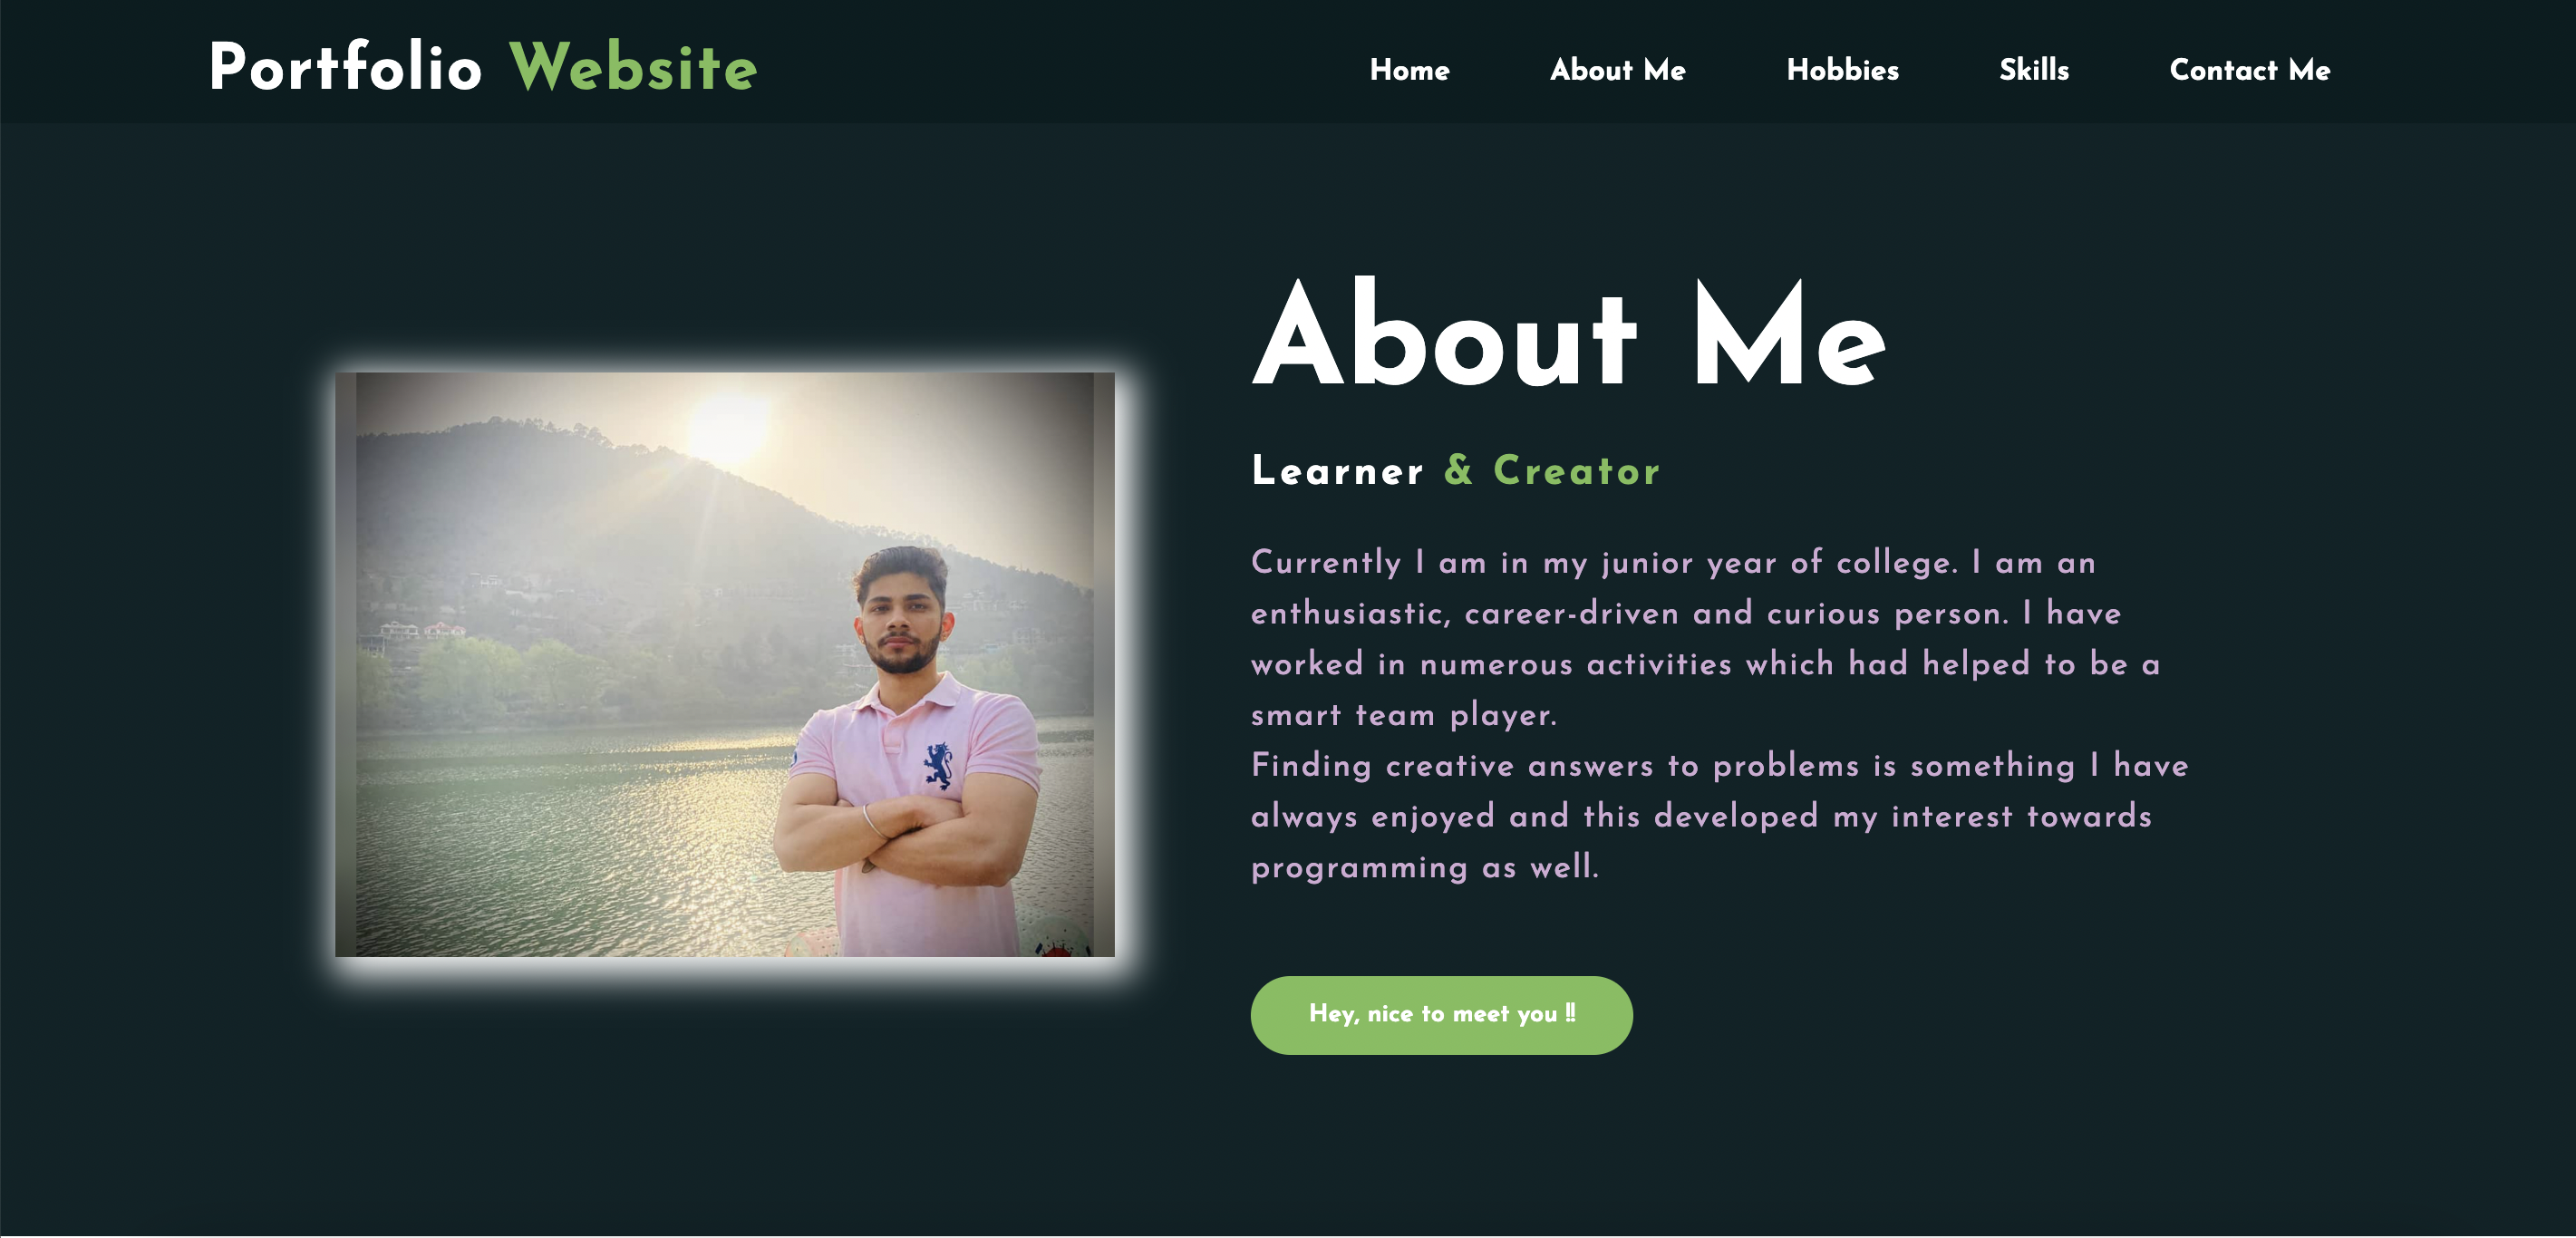 Portfolio Website
Home About Me Hobbies Skills Contact Me
About Me
Learner & Creator
Currently I am in my junior year of college. I am an
enthusiastic, career-driven and curious person. I have
worked in numerous activities which had helped to be a
smart team player.
Finding creative answers to problems is something I have
always enjoyed and this developed my interest towards
programming as well.
Hey, nice to meet you !!